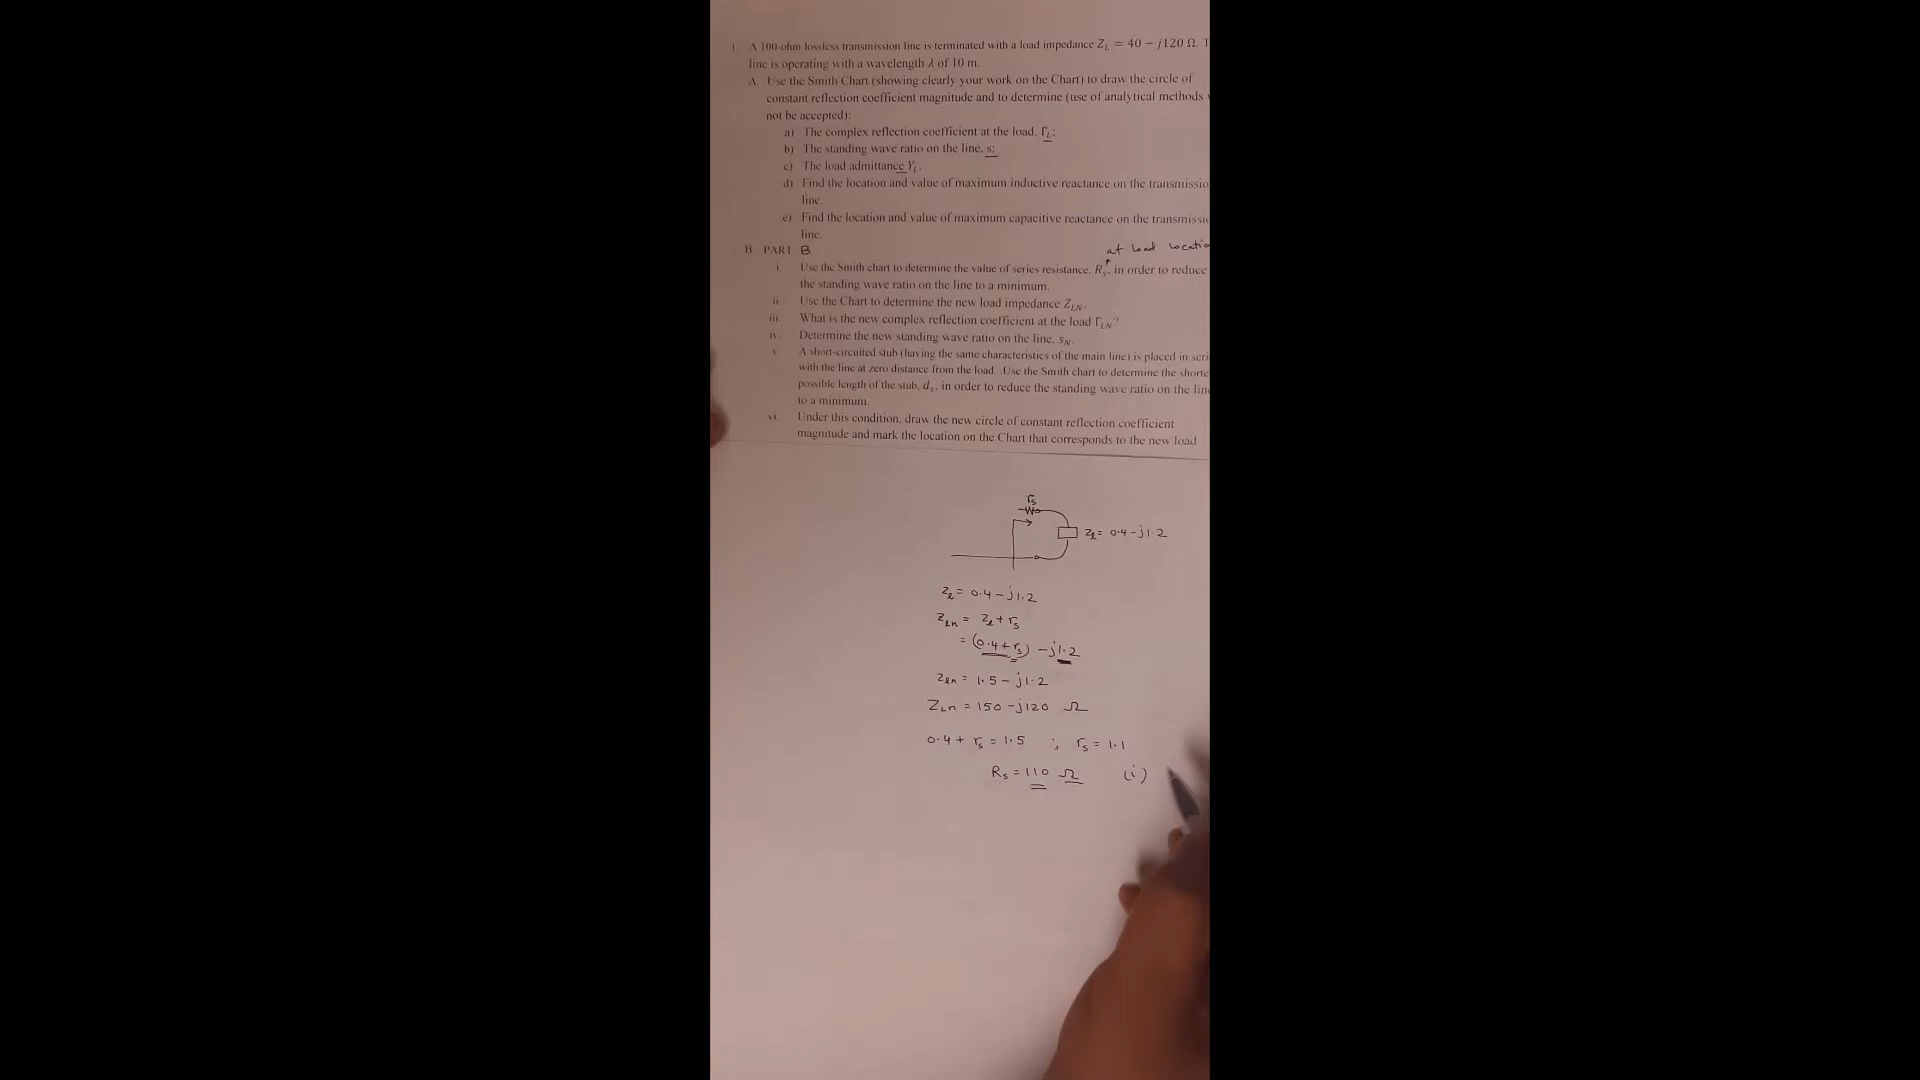 1. A 100-ohm lossless transmission line is terminated with a load impedance Z_L = 40 − j120 Ω. T
line is operating with a wavelength λ of 10 m.
A. Use the Smith Chart (showing clearly your work on the Chart) to draw the circle of
constant reflection coefficient magnitude and to determine (use of analytical methods
not be accepted):
a) The complex reflection coefficient at the load, Γ_L;
b) The standing wave ratio on the line, s;
c) The load admittance Y_L.
d) Find the location and value of maximum inductive reactance on the transmissio
line.
e) Find the location and value of maximum capacitive reactance on the transmissi
line.
B. PART B
at load locatio
i. Use the Smith chart to determine the value of series resistance, R_s, in order to reduce
the standing wave ratio on the line to a minimum.
ii. Use the Chart to determine the new load impedance Z_LN.
iii. What is the new complex reflection coefficient at the load Γ_LN?
iv. Determine the new standing wave ratio on the line, s_N.
v. A short-circuited stub (having the same characteristics of the main line) is placed in seri
with the line at zero distance from the load. .Use the Smith chart to determine the shorte
possible length of the stub, d_s, in order to reduce the standing wave ratio on the lin
to a minimum.
vi. Under this condition, draw the new circle of constant reflection coefficient
magnitude and mark the location on the Chart that corresponds to the new load
r_s
z_ℓ = 0.4 - j1.2
z_ℓ = 0.4 - j1.2
z_ℓn = z_ℓ + r_s
= (0.4 + r_s) - j1.2
z_ℓn = 1.5 - j1.2
Z_Ln = 150 - j120 Ω
0.4 + r_s = 1.5 ; r_s = 1.1
R_s = 110 Ω (i)